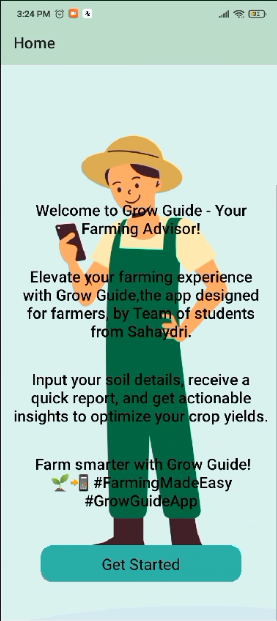 3:24 PM
Home
Welcome to Grow Guide - Your
Farming Advisor!
Elevate your farming experience
with Grow Guide,the app designed
for farmers, by Team of students
from Sahaydri.
Input your soil details, receive a
quick report, and get actionable
insights to optimize your crop yields.
Farm smarter with Grow Guide!
🌱📲 #FarmingMadeEasy
#GrowGuideApp
Get Started